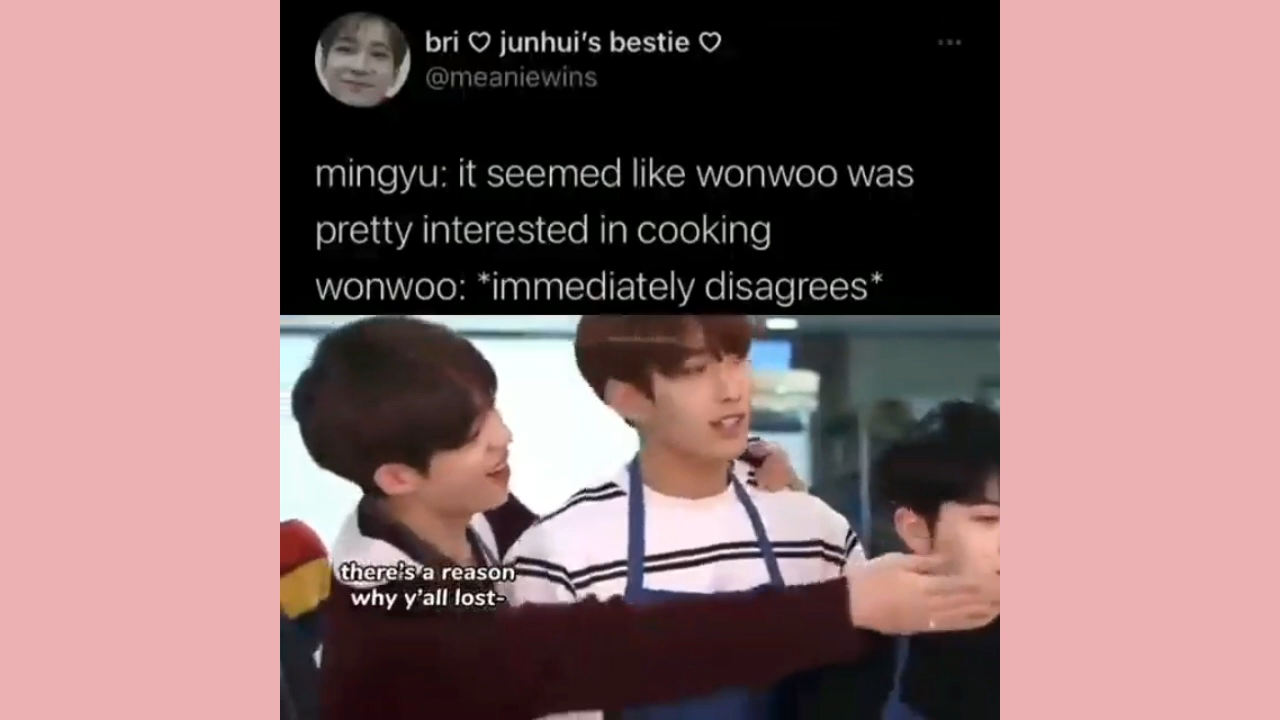 bri ♡ junhui's bestie ♡
@meaniewins
mingyu: it seemed like wonwoo was
pretty interested in cooking
wonwoo: *immediately disagrees*
there's a reason
why y'all lost-